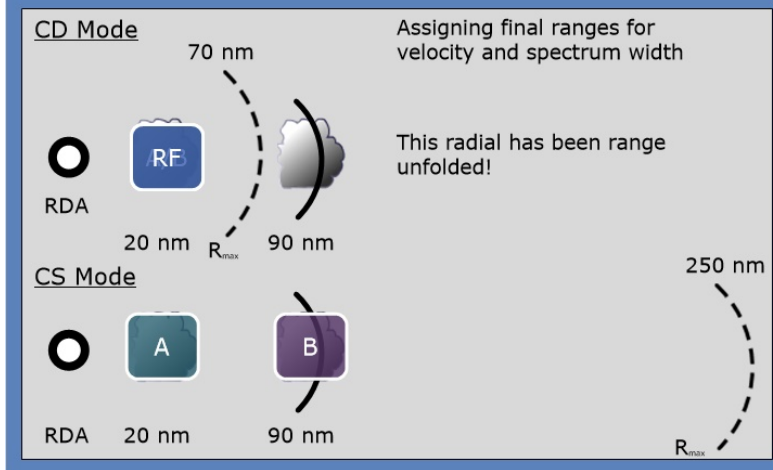 CD Mode
Assigning final ranges for
velocity and spectrum width
70 nm
This radial has been range
unfolded!
RF
A, B
RDA
20 nm
Rmax
90 nm
CS Mode
250 nm
A
B
RDA
20 nm
90 nm
Rmax